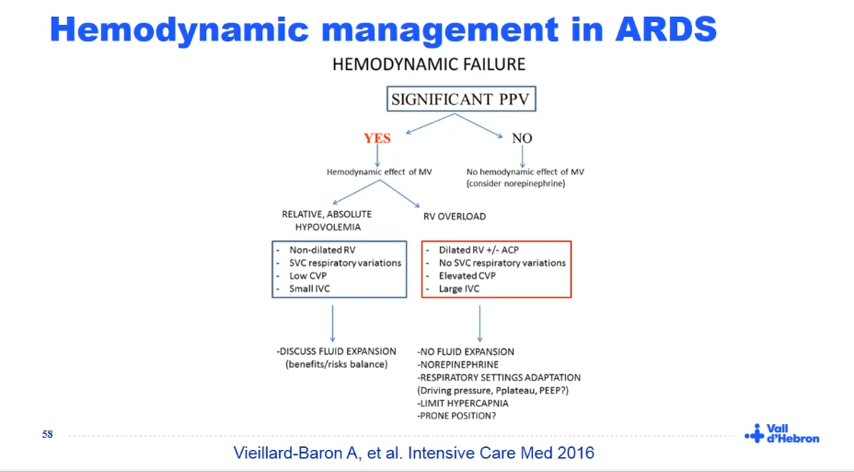 Hemodynamic management in ARDS
HEMODYNAMIC FAILURE
SIGNIFICANT PPV
YES
NO
Hemodynamic effect of MV
No hemodynamic effect of MV
(consider norepinephrine)
RELATIVE, ABSOLUTE
HYPOVOLEMIA
RV OVERLOAD
- Non-dilated RV
- SVC respiratory variations
- Low CVP
- Small IVC
- Dilated RV +/- ACP
- No SVC respiratory variations
- Elevated CVP
- Large IVC
-DISCUSS FLUID EXPANSION
(benefits/risks balance)
-NO FLUID EXPANSION
-NOREPINEPHRINE
-RESPIRATORY SETTINGS ADAPTATION
(Driving pressure, Pplateau, PEEP?)
-LIMIT HYPERCAPNIA
-PRONE POSITION?
58
Vall
d'Hebron
Vieillard-Baron A, et al. Intensive Care Med 2016